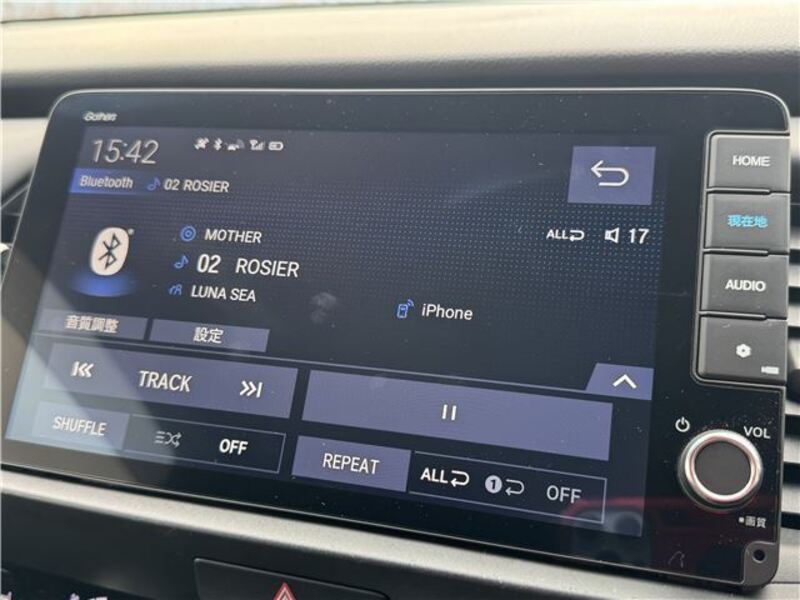 Gathers
15:42
Bluetooth 02 ROSIER
MOTHER
ALL 17
02 ROSIER
LUNA SEA
iPhone
音質調整 設定
TRACK
SHUFFLE OFF
REPEAT ALL 1 OFF
HOME
現在地
AUDIO
VOL
画質